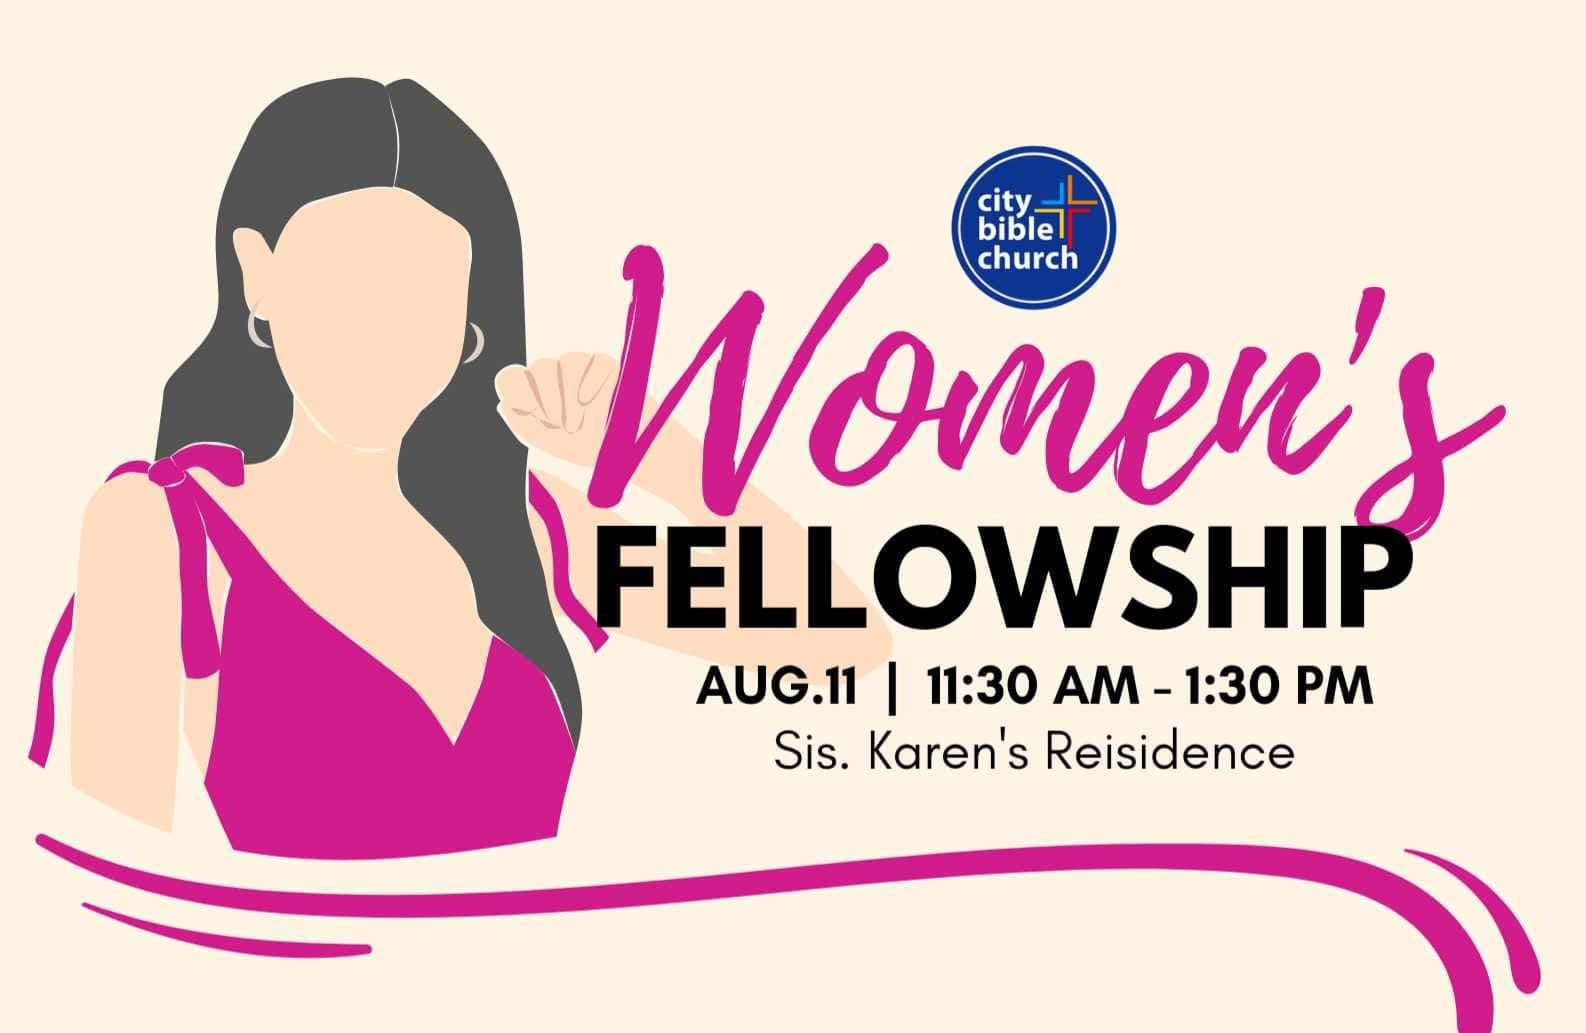 city
bible
church
Women's
FELLOWSHIP
AUG.11 | 11:30 AM - 1:30 PM
Sis. Karen's Reisidence